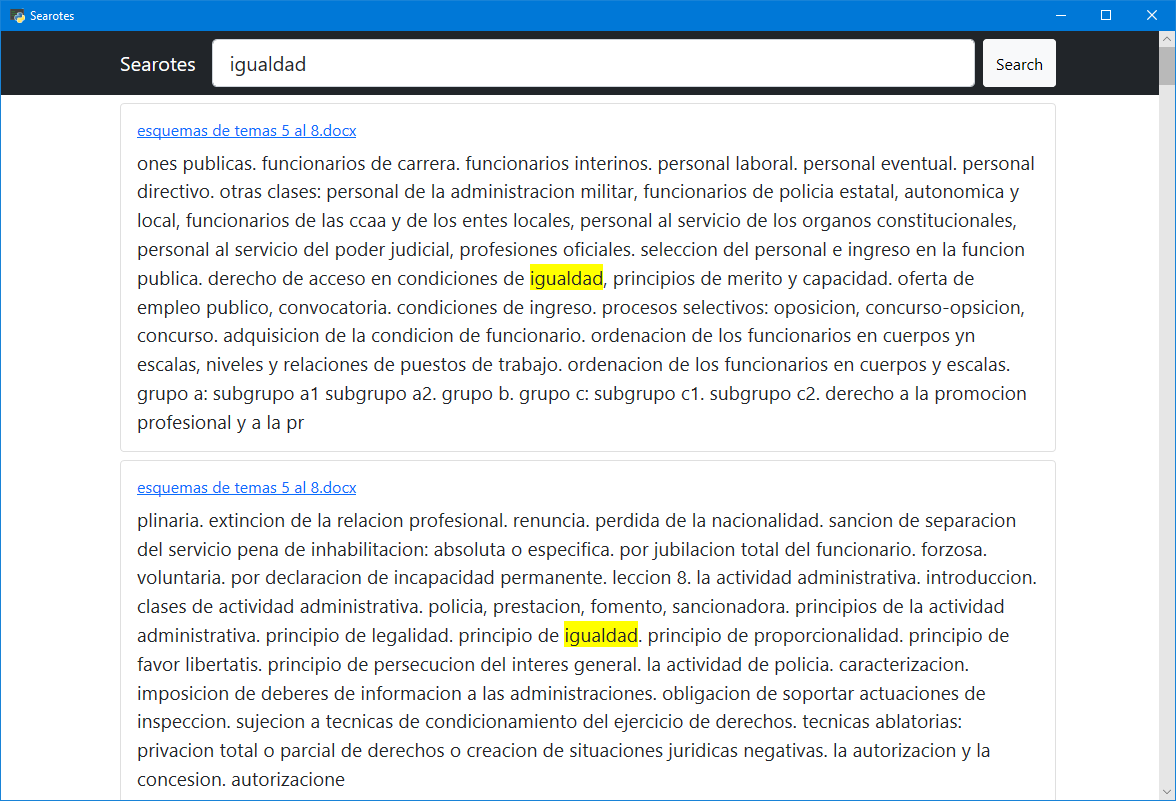 Searotes
Searotes
igualdad
Search
esquemas de temas 5 al 8.docx
ones publicas. funcionarios de carrera. funcionarios interinos. personal laboral. personal eventual. personal
directivo. otras clases: personal de la administracion militar, funcionarios de policia estatal, autonomica y
local, funcionarios de las ccaa y de los entes locales, personal al servicio de los organos constitucionales,
personal al servicio del poder judicial, profesiones oficiales. seleccion del personal e ingreso en la funcion
publica. derecho de acceso en condiciones de igualdad, principios de merito y capacidad. oferta de
empleo publico, convocatoria. condiciones de ingreso. procesos selectivos: oposicion, concurso-opsicion,
concurso. adquisicion de la condicion de funcionario. ordenacion de los funcionarios en cuerpos yn
escalas, niveles y relaciones de puestos de trabajo. ordenacion de los funcionarios en cuerpos y escalas.
grupo a: subgrupo a1 subgrupo a2. grupo b. grupo c: subgrupo c1. subgrupo c2. derecho a la promocion
profesional y a la pr
esquemas de temas 5 al 8.docx
plinaria. extincion de la relacion profesional. renuncia. perdida de la nacionalidad. sancion de separacion
del servicio pena de inhabilitacion: absoluta o especifica. por jubilacion total del funcionario. forzosa.
voluntaria. por declaracion de incapacidad permanente. leccion 8. la actividad administrativa. introduccion.
clases de actividad administrativa. policia, prestacion, fomento, sancionadora. principios de la actividad
administrativa. principio de legalidad. principio de igualdad. principio de proporcionalidad. principio de
favor libertatis. principio de persecucion del interes general. la actividad de policia. caracterizacion.
imposicion de deberes de informacion a las administraciones. obligacion de soportar actuaciones de
inspeccion. sujecion a tecnicas de condicionamiento del ejercicio de derechos. tecnicas ablatorias:
privacion total o parcial de derechos o creacion de situaciones juridicas negativas. la autorizacion y la
concesion. autorizacione